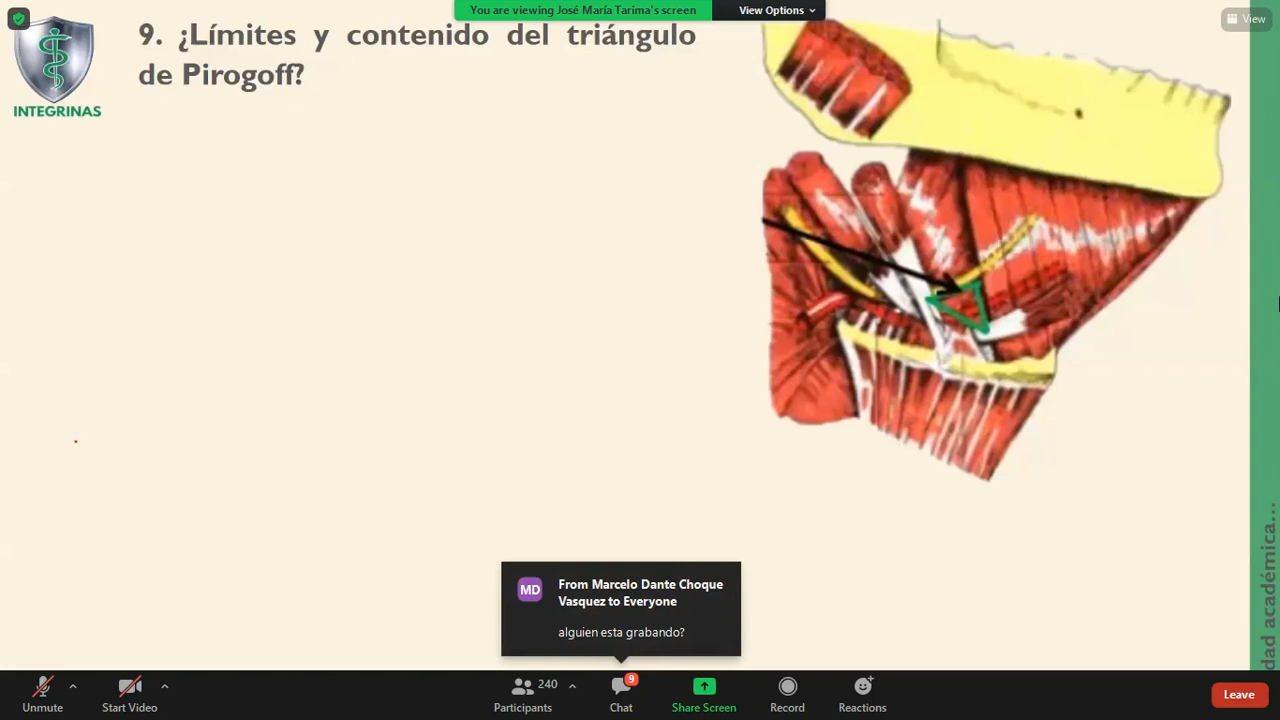 You are viewing José María Tarima's screen
View Options
View
9. ¿Límites y contenido del triángulo
de Pirogoff?
INTEGRINAS
dad académica...
MD
From Marcelo Dante Choque
Vasquez to Everyone
alguien esta grabando?
Unmute
Start Video
240
Participants
9
Chat
Share Screen
Record
Reactions
Leave